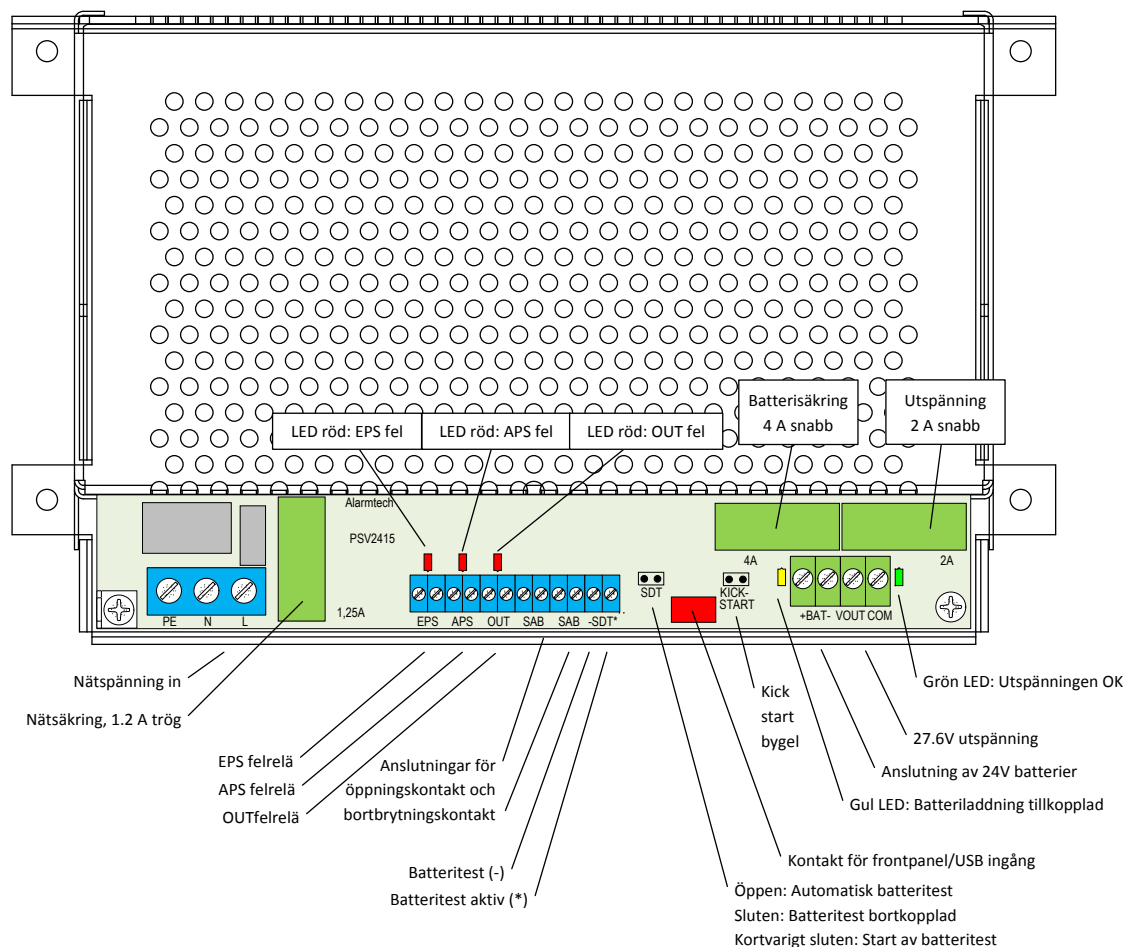 Batterisäkring
4 A snabb
Utspänning
2 A snabb
LED röd: EPS fel
LED röd: APS fel
LED röd: OUT fel
Alarmtech
PSV2415
4A
2A
SDT
KICK-
START
1,25A
PE N L
EPS APS OUT SAB SAB -SDT*
+BAT- VOUT COM
Nätspänning in
Nätsäkring, 1.2 A trög
EPS felrelä
APS felrelä
OUTfelrelä
Anslutningar för
öppningskontakt och
bortbrytningskontakt
Batteritest (-)
Batteritest aktiv (*)
Kick
start
bygel
Grön LED: Utspänningen OK
27.6V utspänning
Anslutning av 24V batterier
Gul LED: Batteriladdning tillkopplad
Kontakt för frontpanel/USB ingång
Öppen: Automatisk batteritest
Sluten: Batteritest bortkopplad
Kortvarigt sluten: Start av batteritest